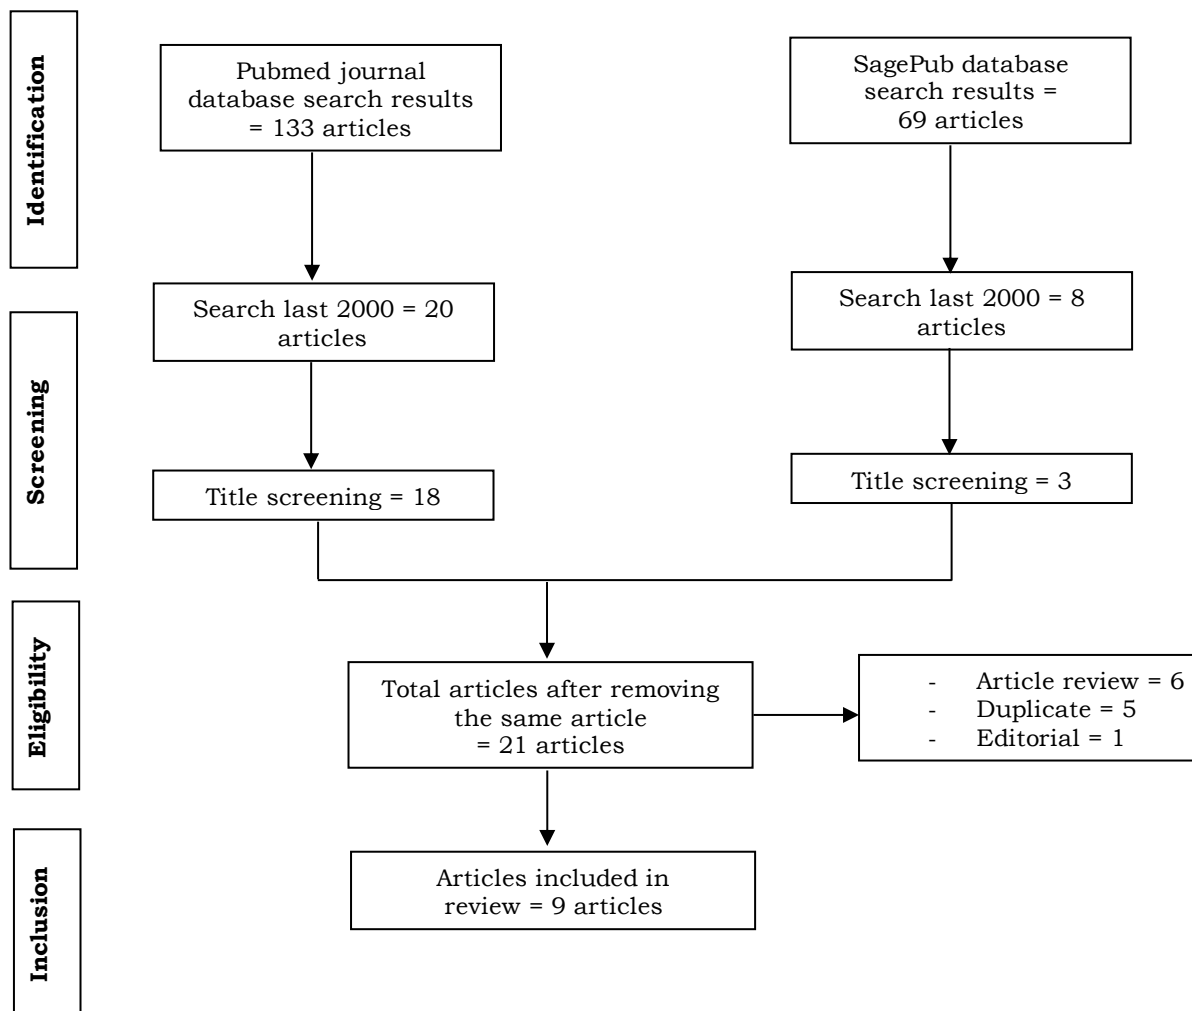 Identification
Pubmed journal
database search results
= 133 articles
SagePub database
search results =
69 articles
Search last 2000 = 20
articles
Search last 2000 = 8
articles
Screening
Title screening = 18
Title screening = 3
Eligibility
Total articles after removing
the same article
= 21 articles
- Article review = 6
- Duplicate = 5
- Editorial = 1
Inclusion
Articles included in
review = 9 articles